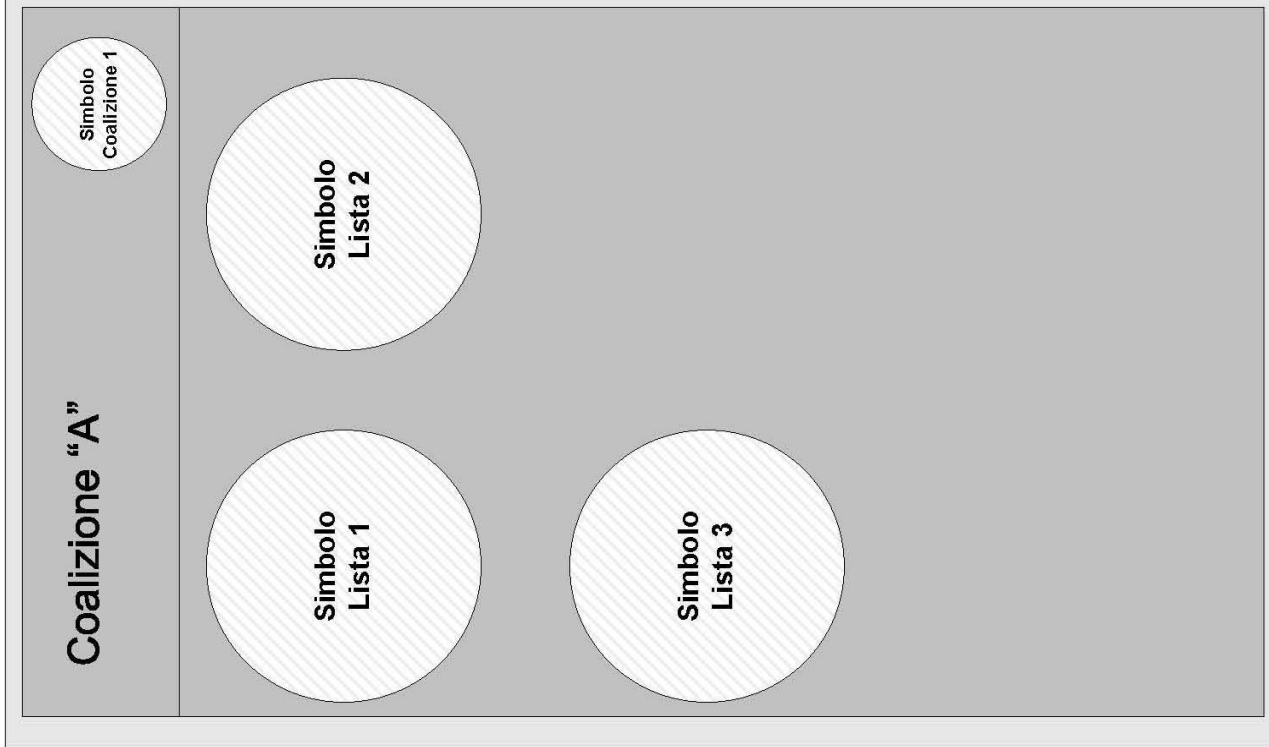 Coalizione “A”
Simbolo
Coalizione 1
Simbolo
Lista 1
Simbolo
Lista 2
Simbolo
Lista 3